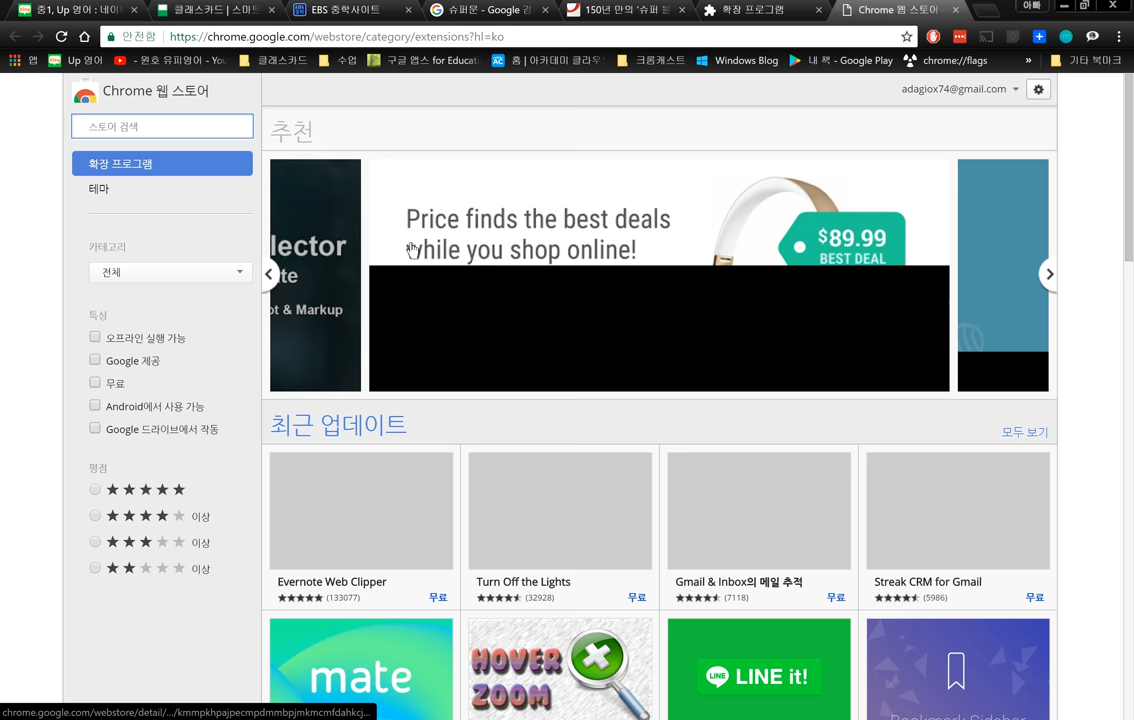 중1, Up 영어 : 네이
클래스카드 | 스마트
EBS 중학사이트
슈퍼문 - Google 검
150년 만의 '슈퍼 블
확장 프로그램
Chrome 웹 스토어
아빠
안전함
https://chrome.google.com/webstore/category/extensions?hl=ko
앱
Up 영어
- 원호 유피영어 - You
클래스카드
수업
구글 앱스 for Educati
홈 | 아카데미 클라우
크롬캐스트
Windows Blog
내 책 - Google Play
chrome://flags
»
기타 북마크
Chrome 웹 스토어
adagiox74@gmail.com
스토어 검색
확장 프로그램
테마
카테고리
전체
특성
오프라인 실행 가능
Google 제공
무료
Android에서 사용 가능
Google 드라이브에서 작동
평점
이상
이상
이상
추천
lector
te
ot & Markup
Price finds the best deals
while you shop online!
$89.99
BEST DEAL
최근 업데이트
모두 보기
Evernote Web Clipper
(133077)
무료
Turn Off the Lights
(32928)
무료
Gmail & Inbox의 메일 추적
(7118)
무료
Streak CRM for Gmail
(5986)
무료
mate
HOVER
ZOOM
LINE it!
Bookmark Sidebar
chrome.google.com/webstore/detail/.../kmmpkhpajpecmpdmmbpjmkmcmfdahkcj...